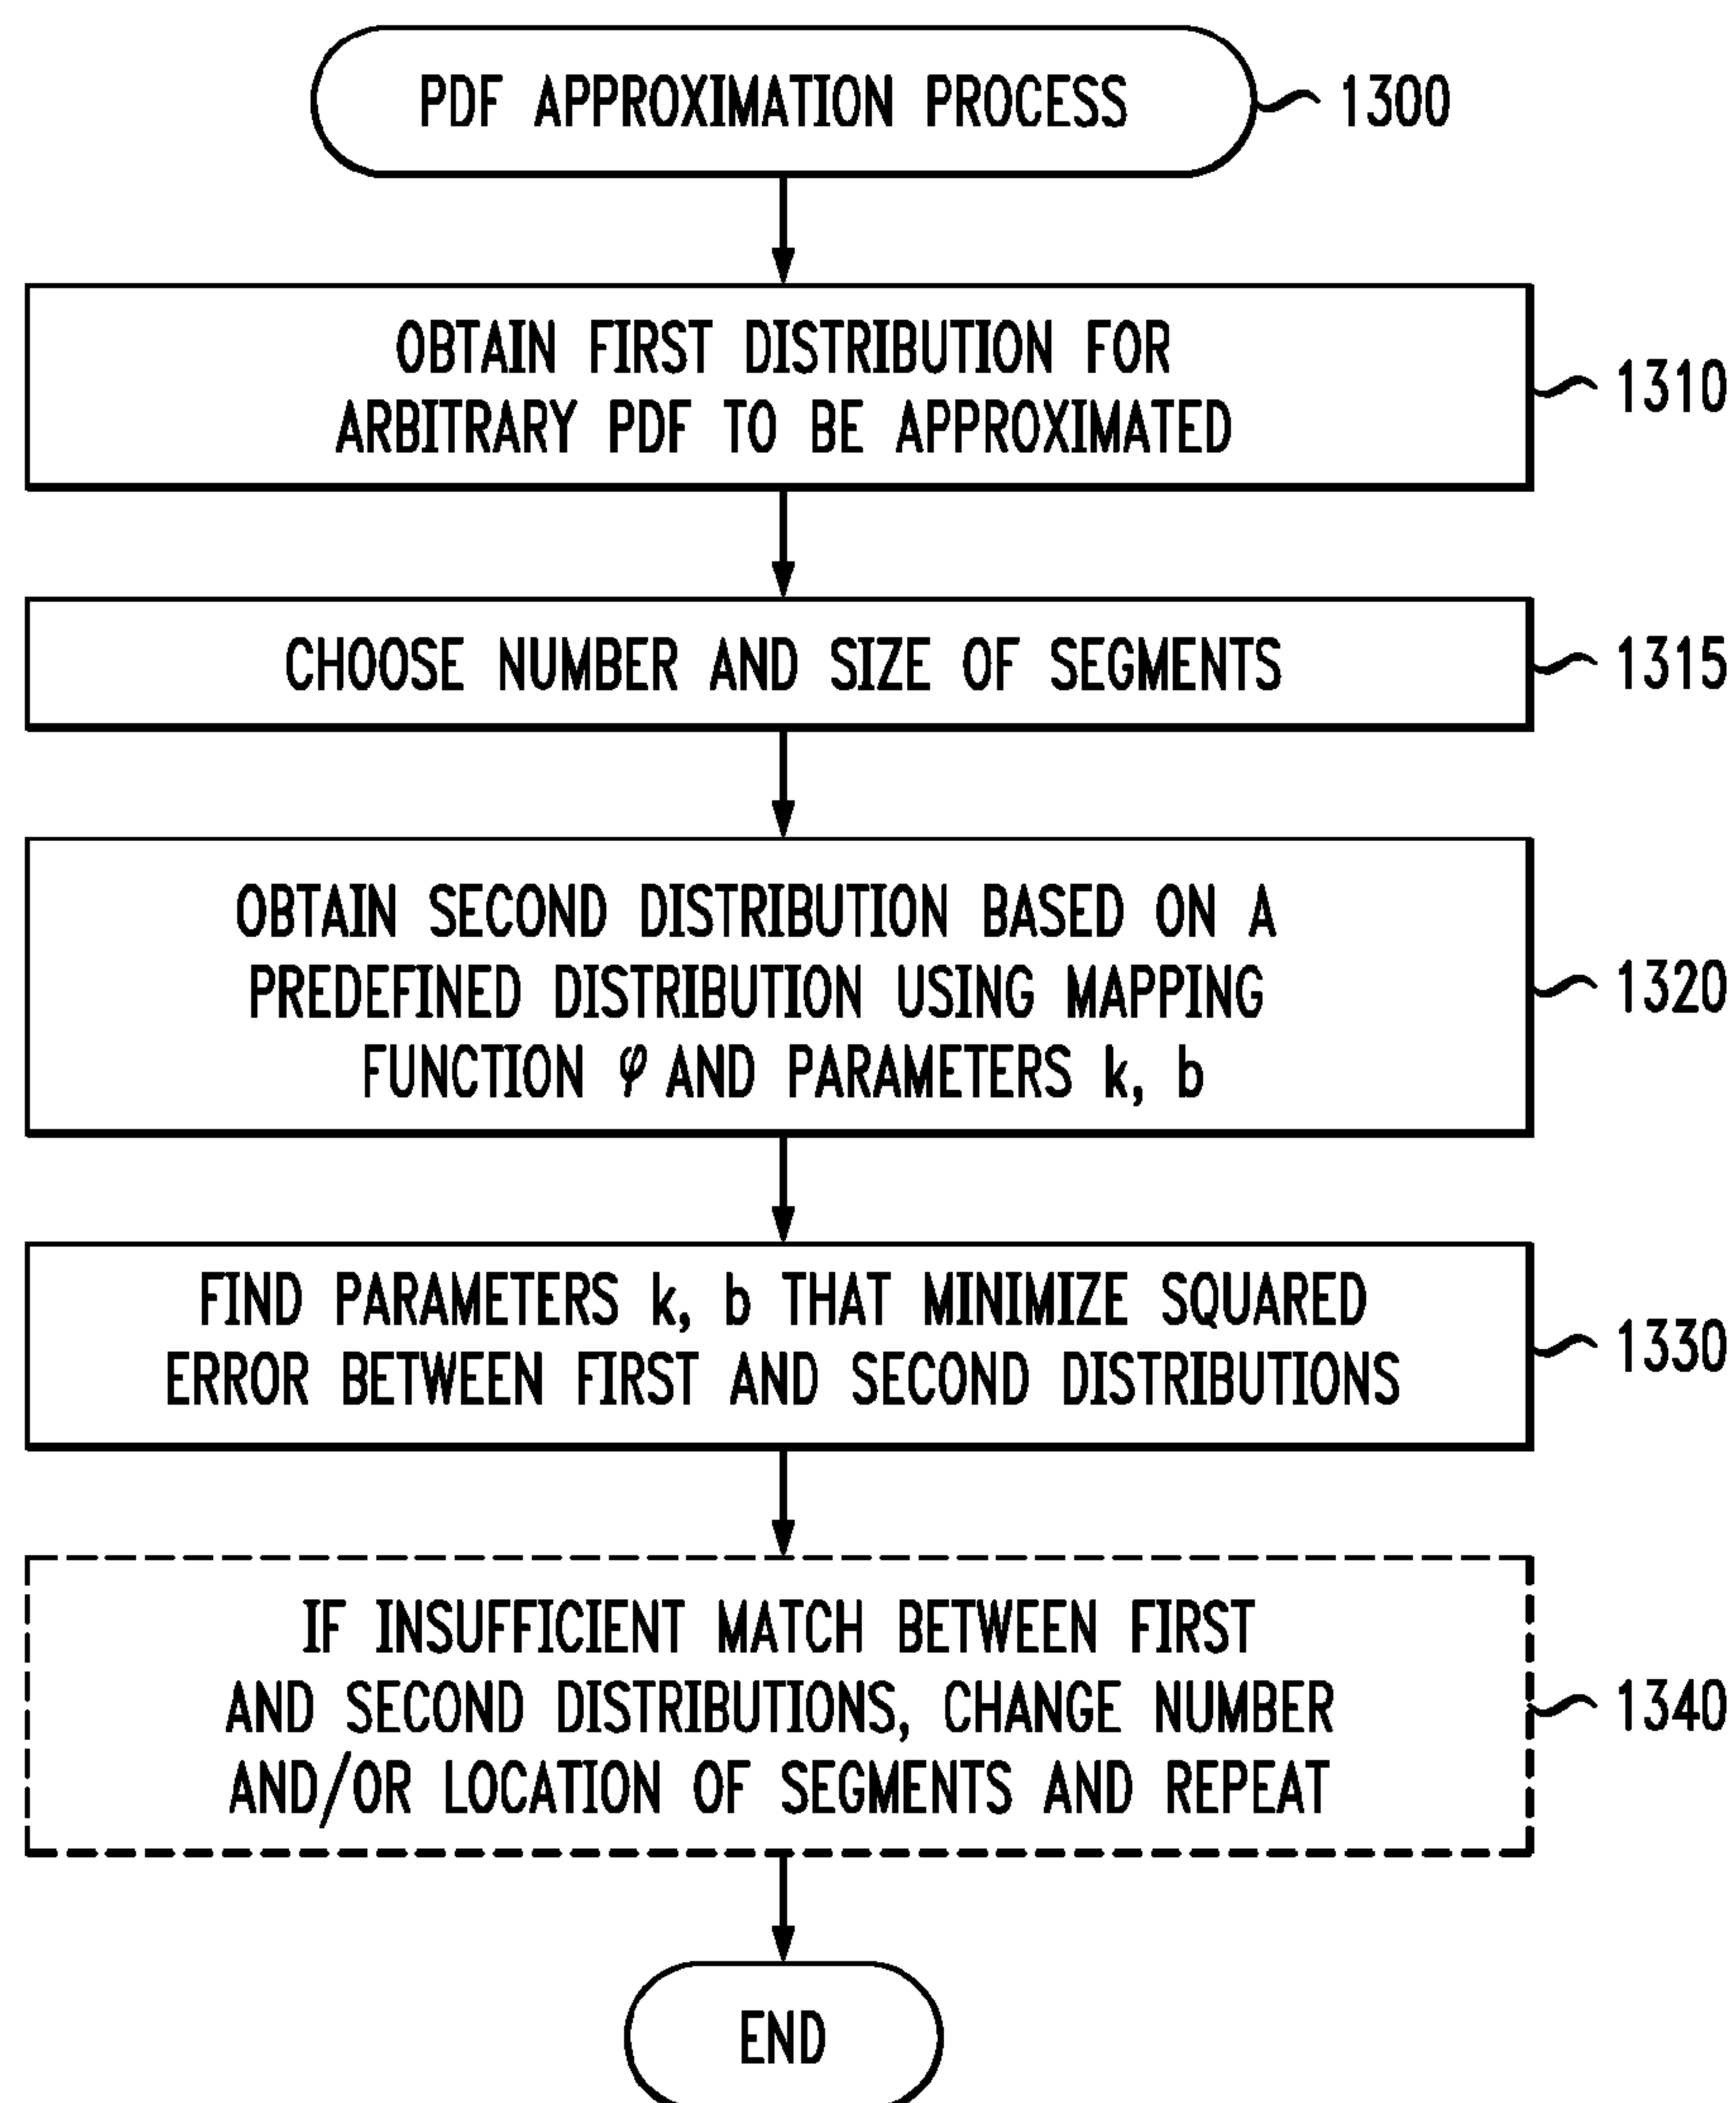 PDF APPROXIMATION PROCESS
1300
OBTAIN FIRST DISTRIBUTION FOR
ARBITRARY PDF TO BE APPROXIMATED
1310
CHOOSE NUMBER AND SIZE OF SEGMENTS
1315
OBTAIN SECOND DISTRIBUTION BASED ON A
PREDEFINED DISTRIBUTION USING MAPPING
FUNCTION φ AND PARAMETERS k, b
1320
FIND PARAMETERS k, b THAT MINIMIZE SQUARED
ERROR BETWEEN FIRST AND SECOND DISTRIBUTIONS
1330
IF INSUFFICIENT MATCH BETWEEN FIRST
AND SECOND DISTRIBUTIONS, CHANGE NUMBER
AND/OR LOCATION OF SEGMENTS AND REPEAT
1340
END